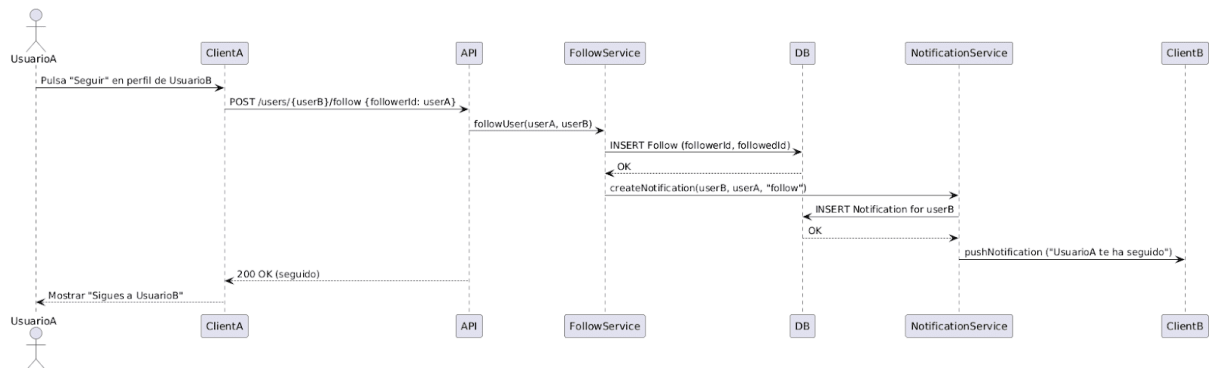 UsuarioA
ClientA
API
FollowService
DB
NotificationService
ClientB
Pulsa "Seguir" en perfil de UsuarioB
POST /users/{userB}/follow {followerId: userA}
followUser(userA, userB)
INSERT Follow (followerId, followedId)
OK
createNotification(userB, userA, "follow")
INSERT Notification for userB
OK
pushNotification ("UsuarioA te ha seguido")
200 OK (seguido)
Mostrar "Sigues a UsuarioB"
UsuarioA
ClientA
API
FollowService
DB
NotificationService
ClientB